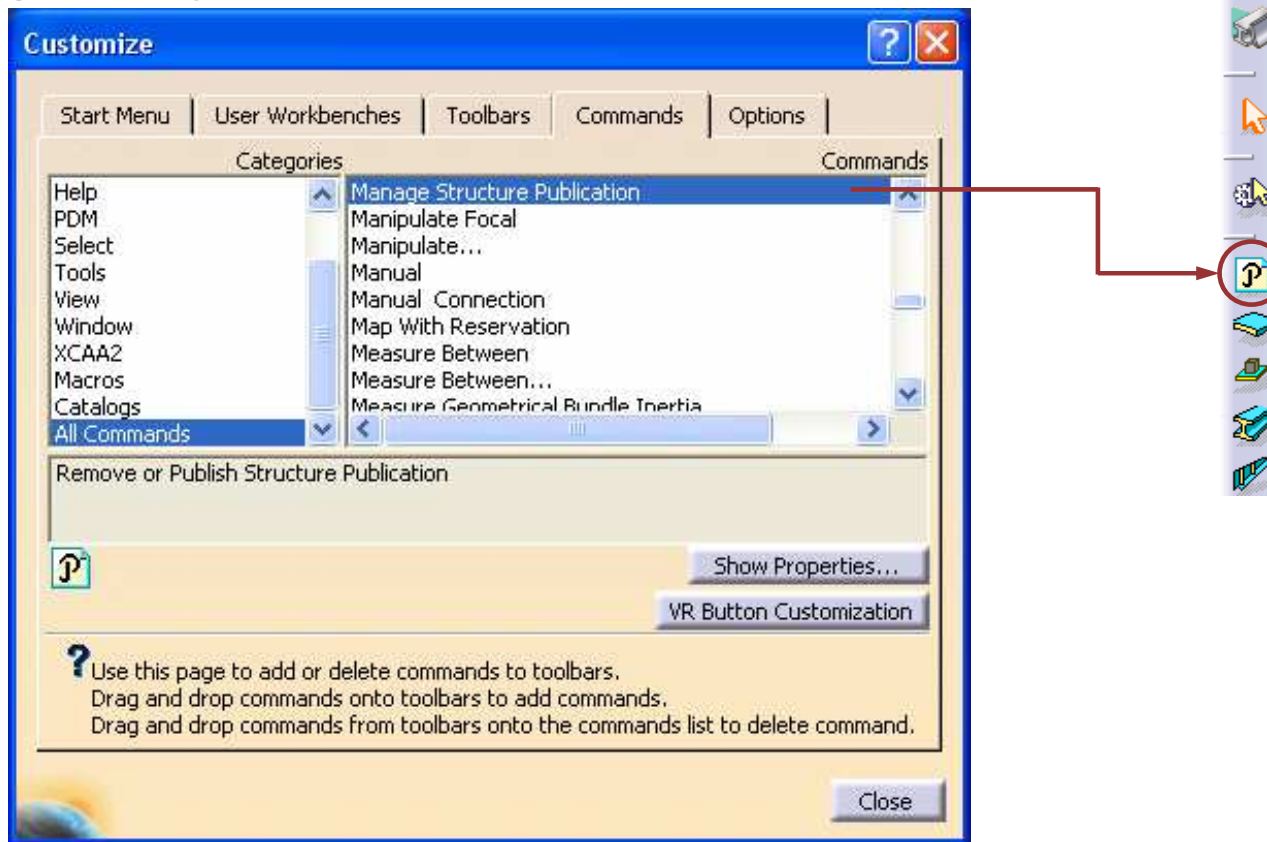 Customize
Start Menu
User Workbenches
Toolbars
Commands
Options
Categories
Commands
Help
PDM
Select
Tools
View
Window
XCAA2
Macros
Catalogs
All Commands
Manage Structure Publication
Manipulate Focal
Manipulate...
Manual
Manual Connection
Map With Reservation
Measure Between
Measure Between...
Measure Geometrical Bundle Inertia
Remove or Publish Structure Publication
Show Properties...
VR Button Customization
Use this page to add or delete commands to toolbars.
Drag and drop commands onto toolbars to add commands.
Drag and drop commands from toolbars onto the commands list to delete command.
Close